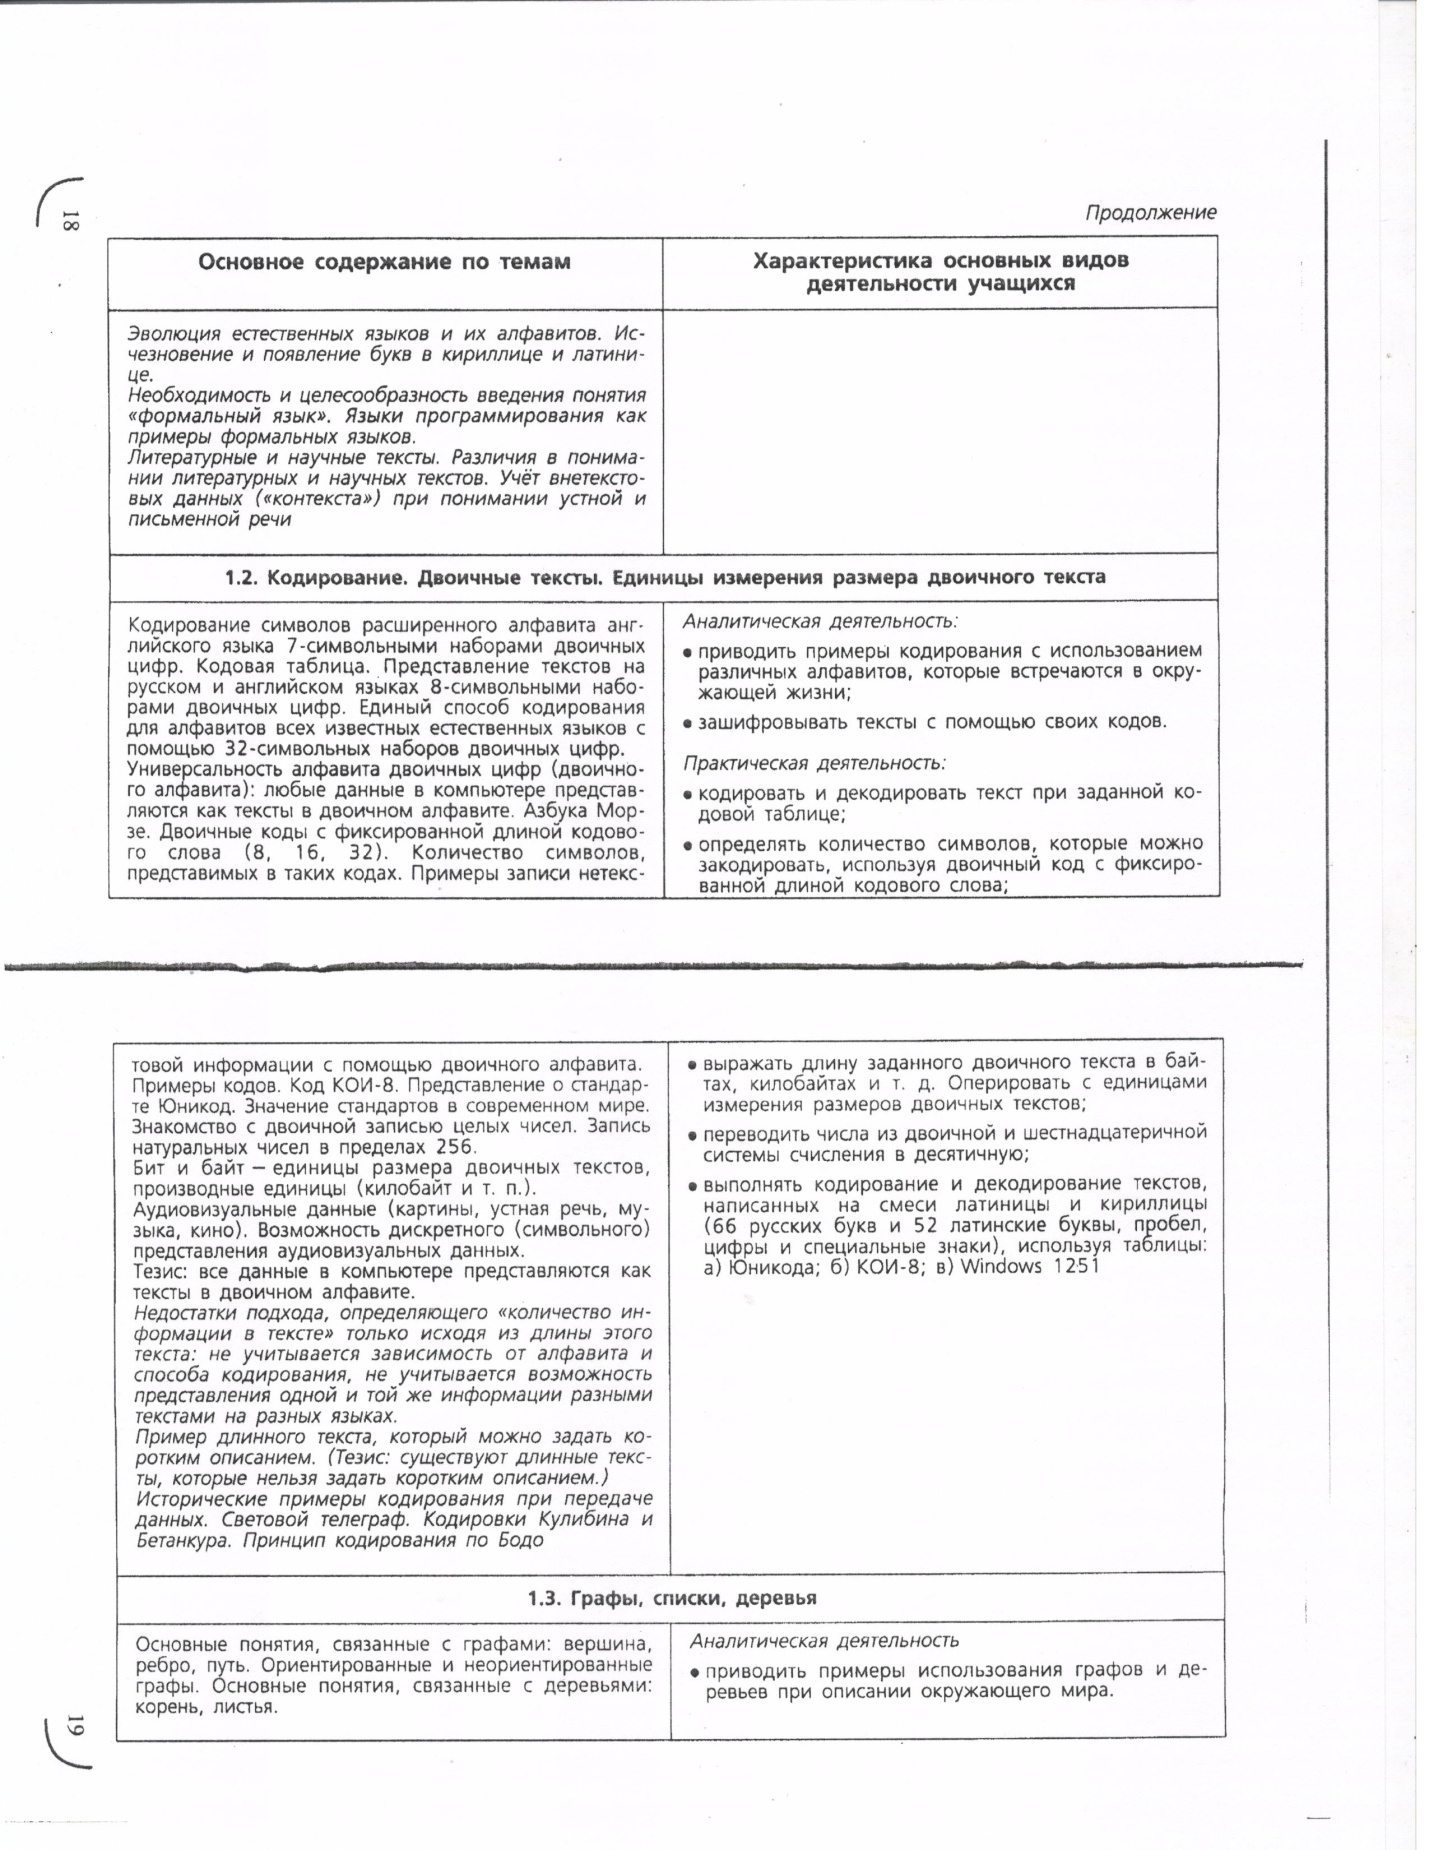 18
Продолжение
Основное содержание по темам
Характеристика основных видов
деятельности учащихся
Эволюция естественных языков и их алфавитов. Ис-
чезновение и появление букв в кириллице и латини-
це.
Необходимость и целесообразность введения понятия
«формальный язык». Языки программирования как
примеры формальных языков.
Литературные и научные тексты. Различия в понима-
нии литературных и научных текстов. Учёт внетексто-
вых данных («контекста») при понимании устной и
письменной речи
1.2. Кодирование. Двоичные тексты. Единицы измерения размера двоичного текста
Кодирование символов расширенного алфавита анг-
лийского языка 7-символьными наборами двоичных
цифр. Кодовая таблица. Представление текстов на
русском и английском языках 8-символьными набо-
рами двоичных цифр. Единый способ кодирования
для алфавитов всех известных естественных языков с
помощью 32-символьных наборов двоичных цифр.
Универсальность алфавита двоичных цифр (двоично-
го алфавита): любые данные в компьютере представ-
ляются как тексты в двоичном алфавите. Азбука Мор-
зе. Двоичные коды с фиксированной длиной кодово-
го слова (8, 16, 32). Количество символов,
представимых в таких кодах. Примеры записи нетекс-
Аналитическая деятельность:
• приводить примеры кодирования с использованием
различных алфавитов, которые встречаются в окру-
жающей жизни;
• зашифровывать тексты с помощью своих кодов.
Практическая деятельность:
• кодировать и декодировать текст при заданной ко-
довой таблице;
• определять количество символов, которые можно
закодировать, используя двоичный код с фиксиро-
ванной длиной кодового слова;
товой информации с помощью двоичного алфавита.
Примеры кодов. Код КОИ-8. Представление о стандар-
те Юникод. Значение стандартов в современном мире.
Знакомство с двоичной записью целых чисел. Запись
натуральных чисел в пределах 256.
Бит и байт – единицы размера двоичных текстов,
производные единицы (килобайт и т. п.).
Аудиовизуальные данные (картины, устная речь, му-
зыка, кино). Возможность дискретного (символьного)
представления аудиовизуальных данных.
Тезис: все данные в компьютере представляются как
тексты в двоичном алфавите.
Недостатки подхода, определяющего «количество ин-
формации в тексте» только исходя из длины этого
текста: не учитывается зависимость от алфавита и
способа кодирования, не учитывается возможность
представления одной и той же информации разными
текстами на разных языках.
Пример длинного текста, который можно задать ко-
ротким описанием. (Тезис: существуют длинные текс-
ты, которые нельзя задать коротким описанием.)
Исторические примеры кодирования при передаче
данных. Световой телеграф. Кодировки Кулибина и
Бетанкура. Принцип кодирования по Бодо
• выражать длину заданного двоичного текста в бай-
тах, килобайтах и т. д. Оперировать с единицами
измерения размеров двоичных текстов;
• переводить числа из двоичной и шестнадцатеричной
системы счисления в десятичную;
• выполнять кодирование и декодирование текстов,
написанных на смеси латиницы и кириллицы
(66 русских букв и 52 латинские буквы, пробел,
цифры и специальные знаки), используя таблицы:
а) Юникода; б) КОИ-8; в) Windows 1251
1.3. Графы, списки, деревья
Основные понятия, связанные с графами: вершина,
ребро, путь. Ориентированные и неориентированные
графы. Основные понятия, связанные с деревьями:
корень, листья.
Аналитическая деятельность
• приводить примеры использования графов и де-
ревьев при описании окружающего мира.
19